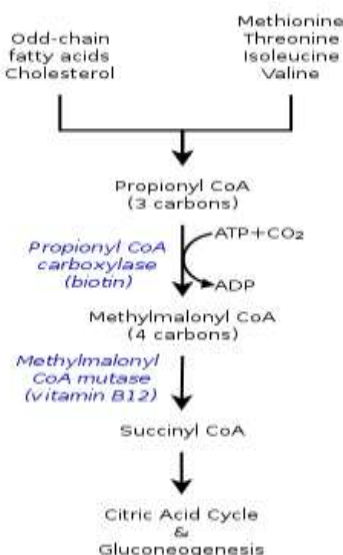 Odd-chain
fatty acids
Cholesterol
Methionine
Threonine
Isoleucine
Valine
Propionyl CoA
(3 carbons)
Propionyl CoA
carboxylase
(biotin)
ATP+CO₂
ADP
Methylmalonyl CoA
(4 carbons)
Methylmalonyl
CoA mutase
(vitamin B12)
Succinyl CoA
Citric Acid Cycle
&
Gluconeogenesis